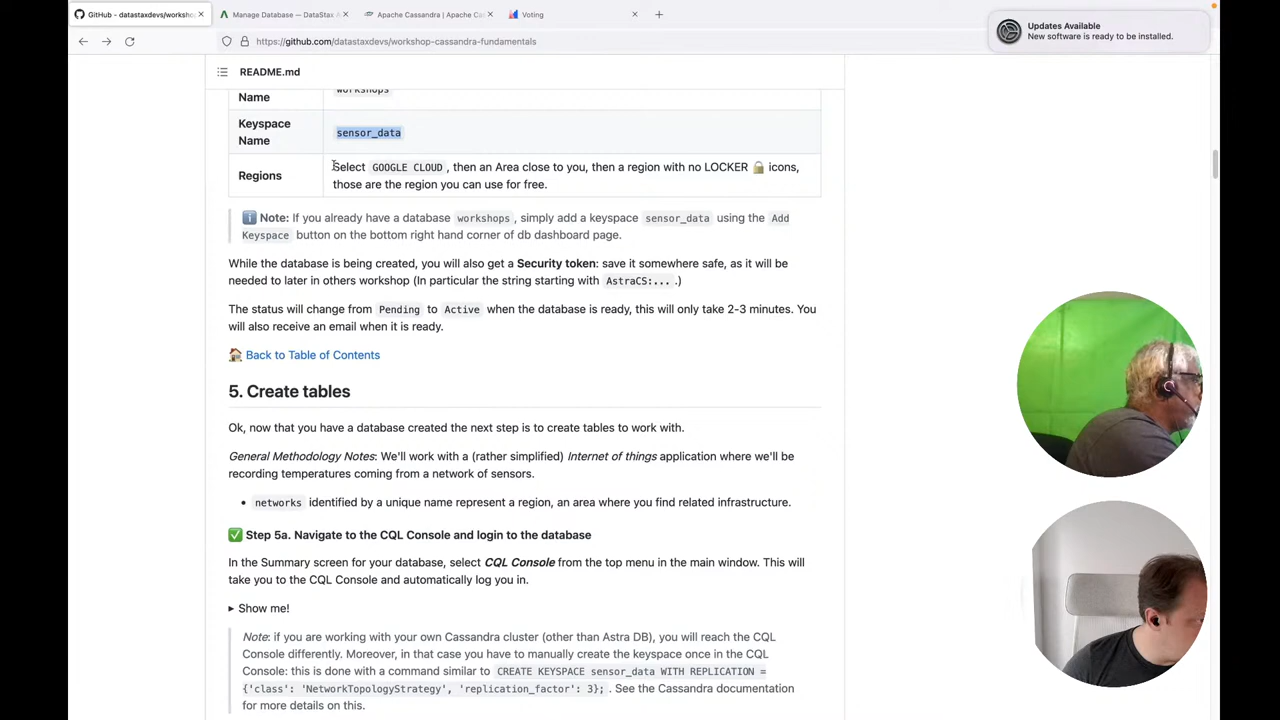 GitHub - datastaxdevs/worksho
Manage Database — DataStax A
Apache Cassandra | Apache Cas
Voting
https://github.com/datastaxdevs/workshop-cassandra-fundamentals
Updates Available
New software is ready to be installed.
README.md
Name
workshops
Keyspace
Name
sensor_data
Regions
Select GOOGLE CLOUD , then an Area close to you, then a region with no LOCKER 🔒 icons,
those are the region you can use for free.
ℹ️ Note: If you already have a database workshops , simply add a keyspace sensor_data using the Add
Keyspace button on the bottom right hand corner of db dashboard page.
While the database is being created, you will also get a Security token: save it somewhere safe, as it will be
needed to later in others workshop (In particular the string starting with AstraCS:... .)
The status will change from Pending to Active when the database is ready, this will only take 2-3 minutes. You
will also receive an email when it is ready.
🏠 Back to Table of Contents
5. Create tables
Ok, now that you have a database created the next step is to create tables to work with.
General Methodology Notes: We'll work with a (rather simplified) Internet of things application where we'll be
recording temperatures coming from a network of sensors.
• networks identified by a unique name represent a region, an area where you find related infrastructure.
✅ Step 5a. Navigate to the CQL Console and login to the database
In the Summary screen for your database, select CQL Console from the top menu in the main window. This will
take you to the CQL Console and automatically log you in.
▸ Show me!
Note: if you are working with your own Cassandra cluster (other than Astra DB), you will reach the CQL
Console differently. Moreover, in that case you have to manually create the keyspace once in the CQL
Console: this is done with a command similar to CREATE KEYSPACE sensor_data WITH REPLICATION =
{'class': 'NetworkTopologyStrategy', 'replication_factor': 3}; . See the Cassandra documentation
for more details on this.